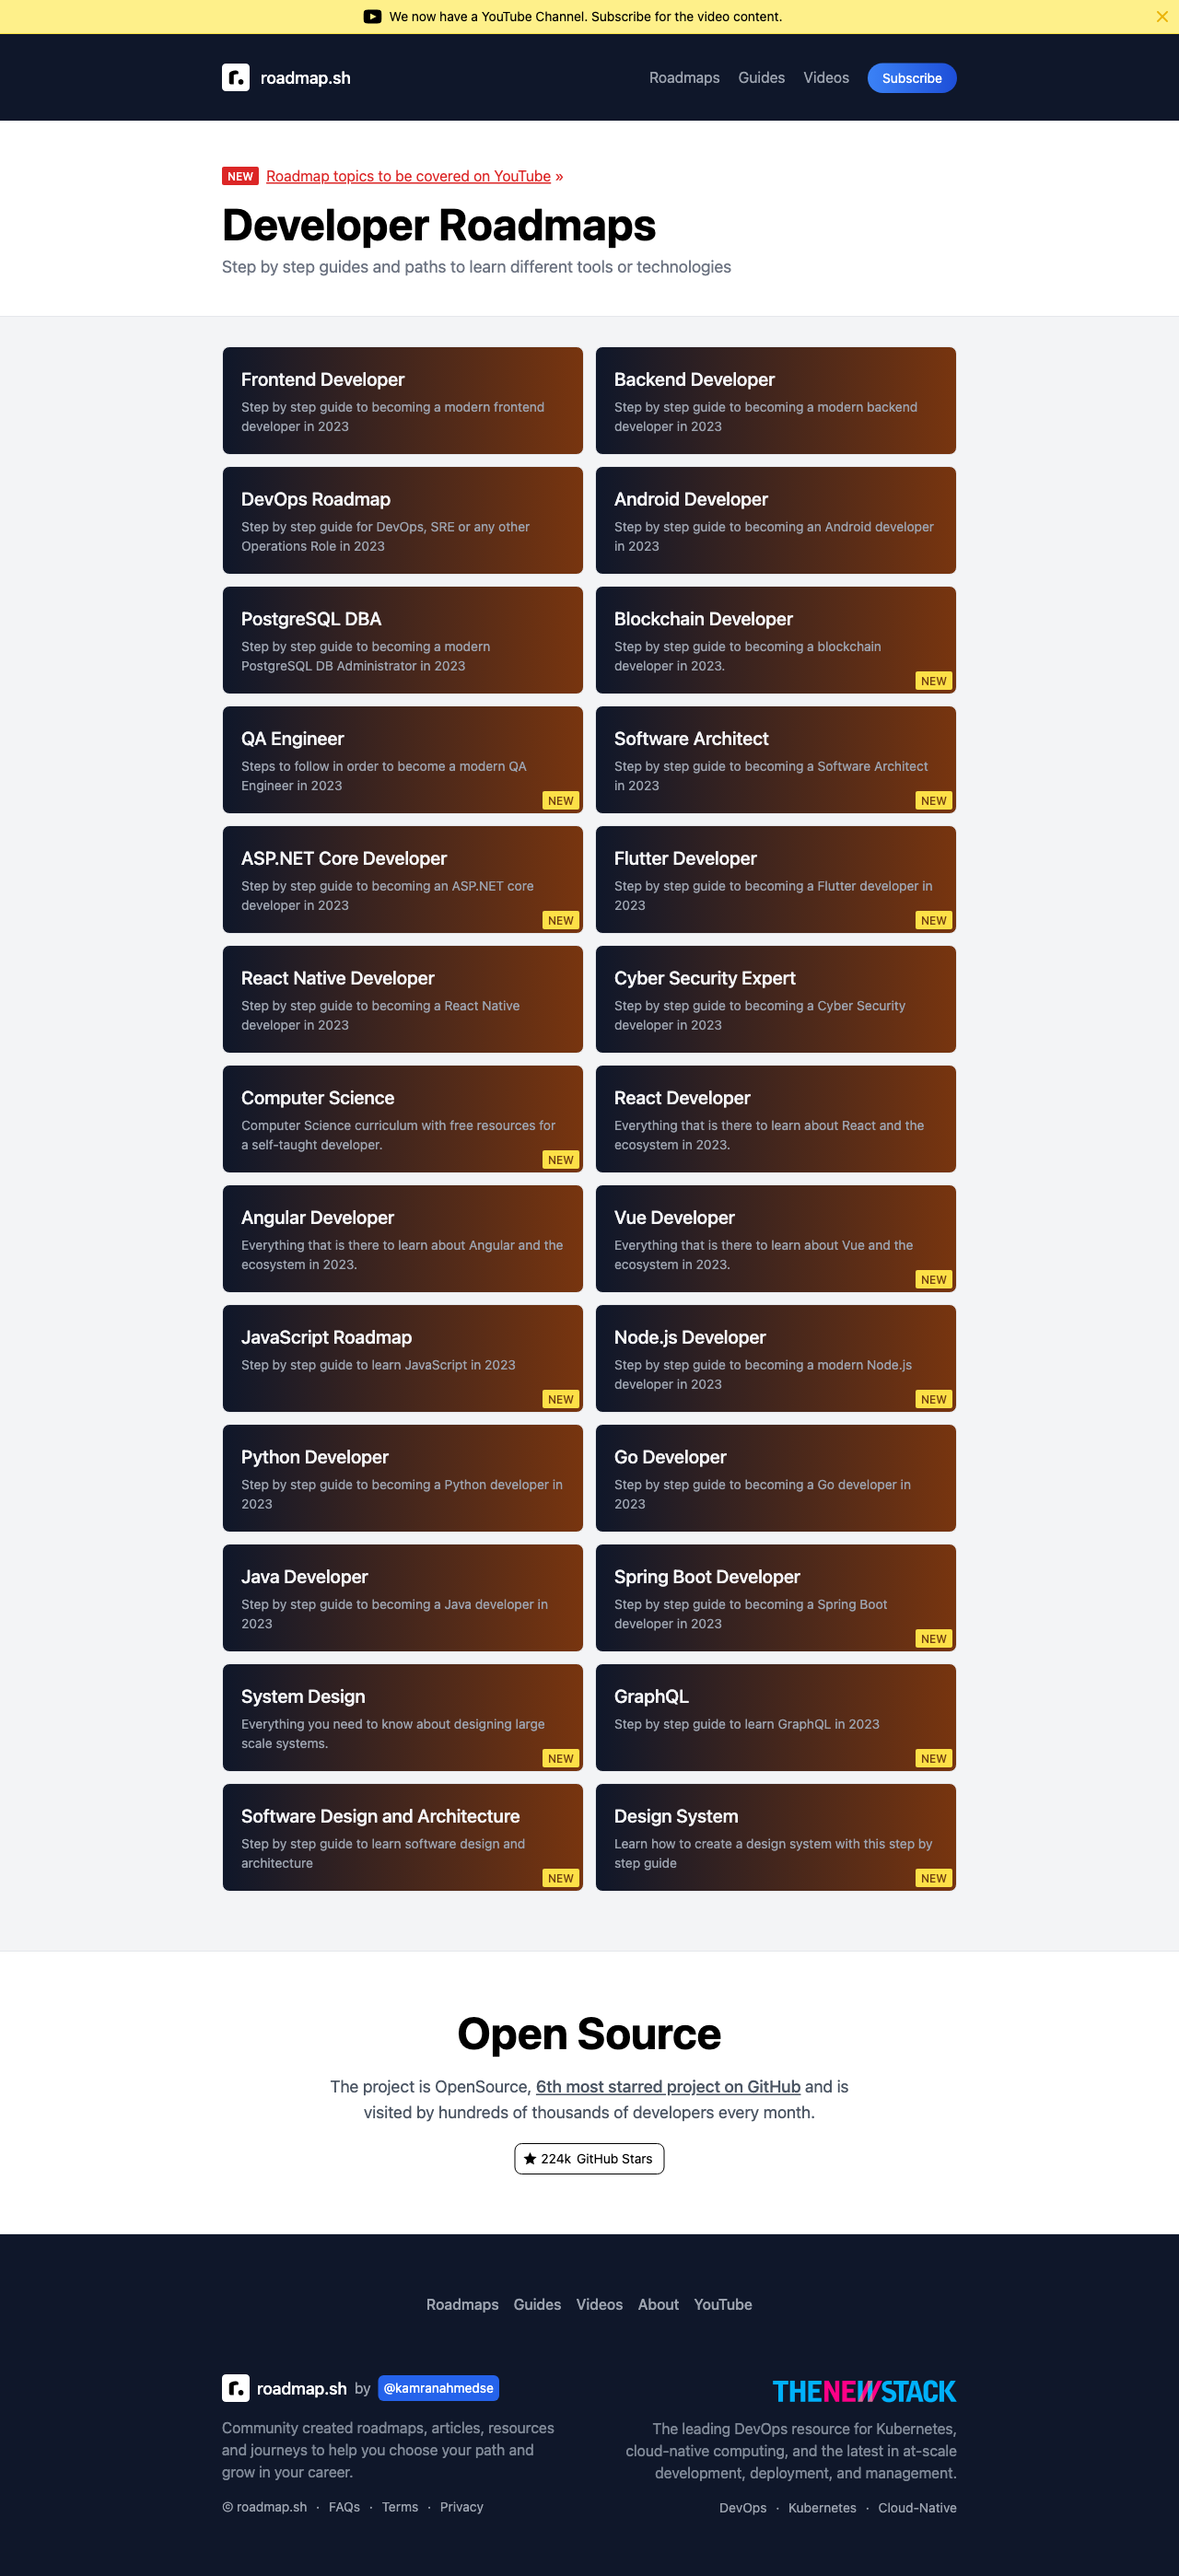 We now have a YouTube Channel. Subscribe for the video content.
roadmap.sh
Roadmaps Guides Videos Subscribe
NEW Roadmap topics to be covered on YouTube »
Developer Roadmaps
Step by step guides and paths to learn different tools or technologies
Frontend Developer
Step by step guide to becoming a modern frontend
developer in 2023
Backend Developer
Step by step guide to becoming a modern backend
developer in 2023
DevOps Roadmap
Step by step guide for DevOps, SRE or any other
Operations Role in 2023
Android Developer
Step by step guide to becoming an Android developer
in 2023
PostgreSQL DBA
Step by step guide to becoming a modern
PostgreSQL DB Administrator in 2023
Blockchain Developer
Step by step guide to becoming a blockchain
developer in 2023.
NEW
QA Engineer
Steps to follow in order to become a modern QA
Engineer in 2023
NEW
Software Architect
Step by step guide to becoming a Software Architect
in 2023
NEW
ASP.NET Core Developer
Step by step guide to becoming an ASP.NET core
developer in 2023
NEW
Flutter Developer
Step by step guide to becoming a Flutter developer in
2023
NEW
React Native Developer
Step by step guide to becoming a React Native
developer in 2023
Cyber Security Expert
Step by step guide to becoming a Cyber Security
developer in 2023
Computer Science
Computer Science curriculum with free resources for
a self-taught developer.
NEW
React Developer
Everything that is there to learn about React and the
ecosystem in 2023.
Angular Developer
Everything that is there to learn about Angular and the
ecosystem in 2023.
Vue Developer
Everything that is there to learn about Vue and the
ecosystem in 2023.
NEW
JavaScript Roadmap
Step by step guide to learn JavaScript in 2023
NEW
Node.js Developer
Step by step guide to becoming a modern Node.js
developer in 2023
NEW
Python Developer
Step by step guide to becoming a Python developer in
2023
Go Developer
Step by step guide to becoming a Go developer in
2023
Java Developer
Step by step guide to becoming a Java developer in
2023
Spring Boot Developer
Step by step guide to becoming a Spring Boot
developer in 2023
NEW
System Design
Everything you need to know about designing large
scale systems.
NEW
GraphQL
Step by step guide to learn GraphQL in 2023
NEW
Software Design and Architecture
Step by step guide to learn software design and
architecture
NEW
Design System
Learn how to create a design system with this step by
step guide
NEW
Open Source
The project is OpenSource, 6th most starred project on GitHub and is
visited by hundreds of thousands of developers every month.
224k GitHub Stars
Roadmaps Guides Videos About YouTube
roadmap.sh by @kamranahmedse
Community created roadmaps, articles, resources
and journeys to help you choose your path and
grow in your career.
© roadmap.sh · FAQs · Terms · Privacy
THENEWSTACK
The leading DevOps resource for Kubernetes,
cloud-native computing, and the latest in at-scale
development, deployment, and management.
DevOps · Kubernetes · Cloud-Native